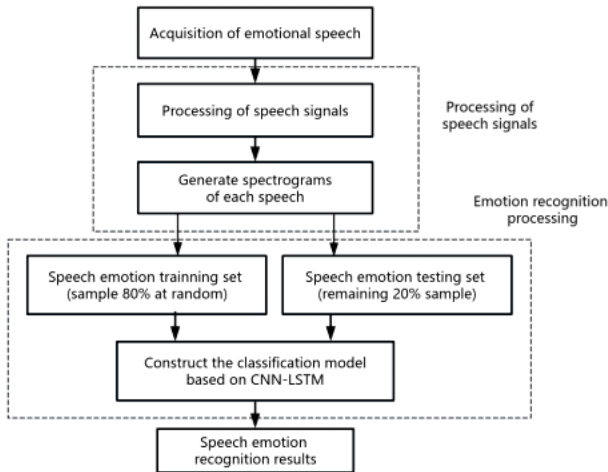 Acquisition of emotional speech
Processing of speech signals
Processing of
speech signals
Generate spectrograms
of each speech
Emotion recognition
processing
Speech emotion trainning set
(sample 80% at random)
Speech emotion testing set
(remaining 20% sample)
Construct the classification model
based on CNN-LSTM
Speech emotion
recognition results